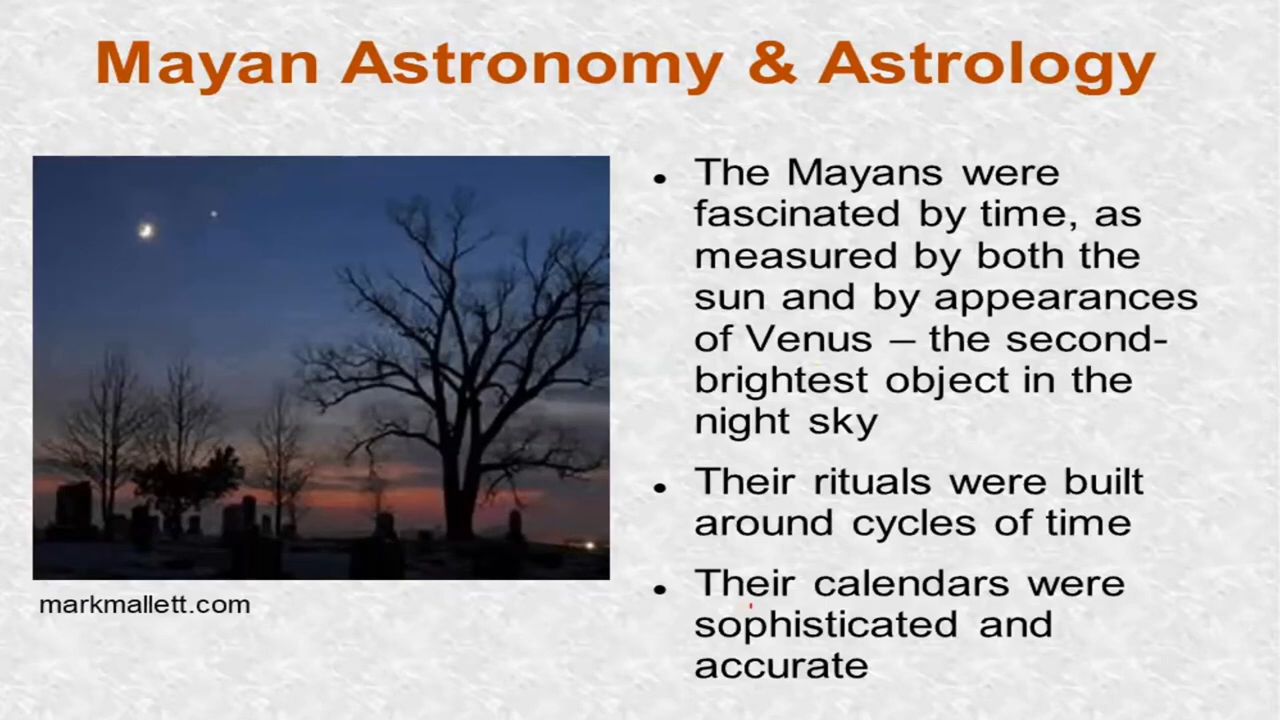 Mayan Astronomy & Astrology
• The Mayans were
fascinated by time, as
measured by both the
sun and by appearances
of Venus – the second-
brightest object in the
night sky
• Their rituals were built
around cycles of time
• Their calendars were
sophisticated and
accurate
markmallett.com